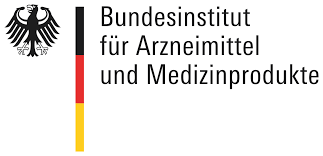 Bundesinstitut
für Arzneimittel
und Medizinprodukte